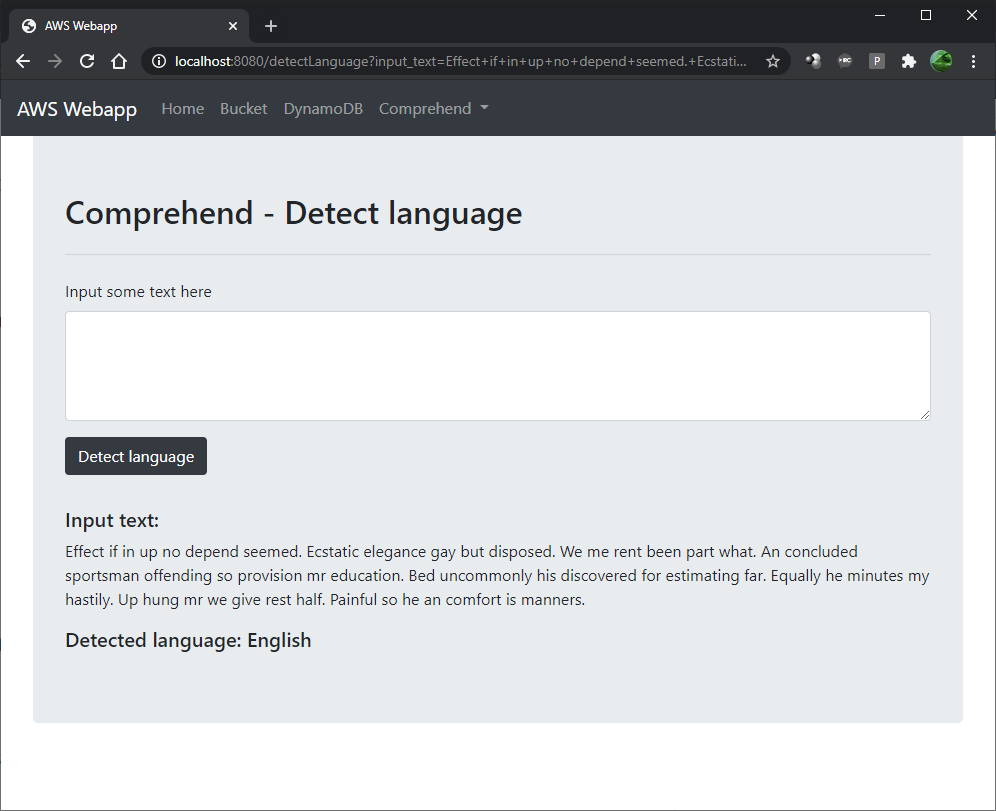 AWS Webapp
localhost:8080/detectLanguage?input_text=Effect+if+in+up+no+depend+seemed.+Ecstati...
RC
P
AWS Webapp Home Bucket DynamoDB Comprehend
Comprehend - Detect language
Input some text here
Detect language
Input text:
Effect if in up no depend seemed. Ecstatic elegance gay but disposed. We me rent been part what. An concluded
sportsman offending so provision mr education. Bed uncommonly his discovered for estimating far. Equally he minutes my
hastily. Up hung mr we give rest half. Painful so he an comfort is manners.
Detected language: English